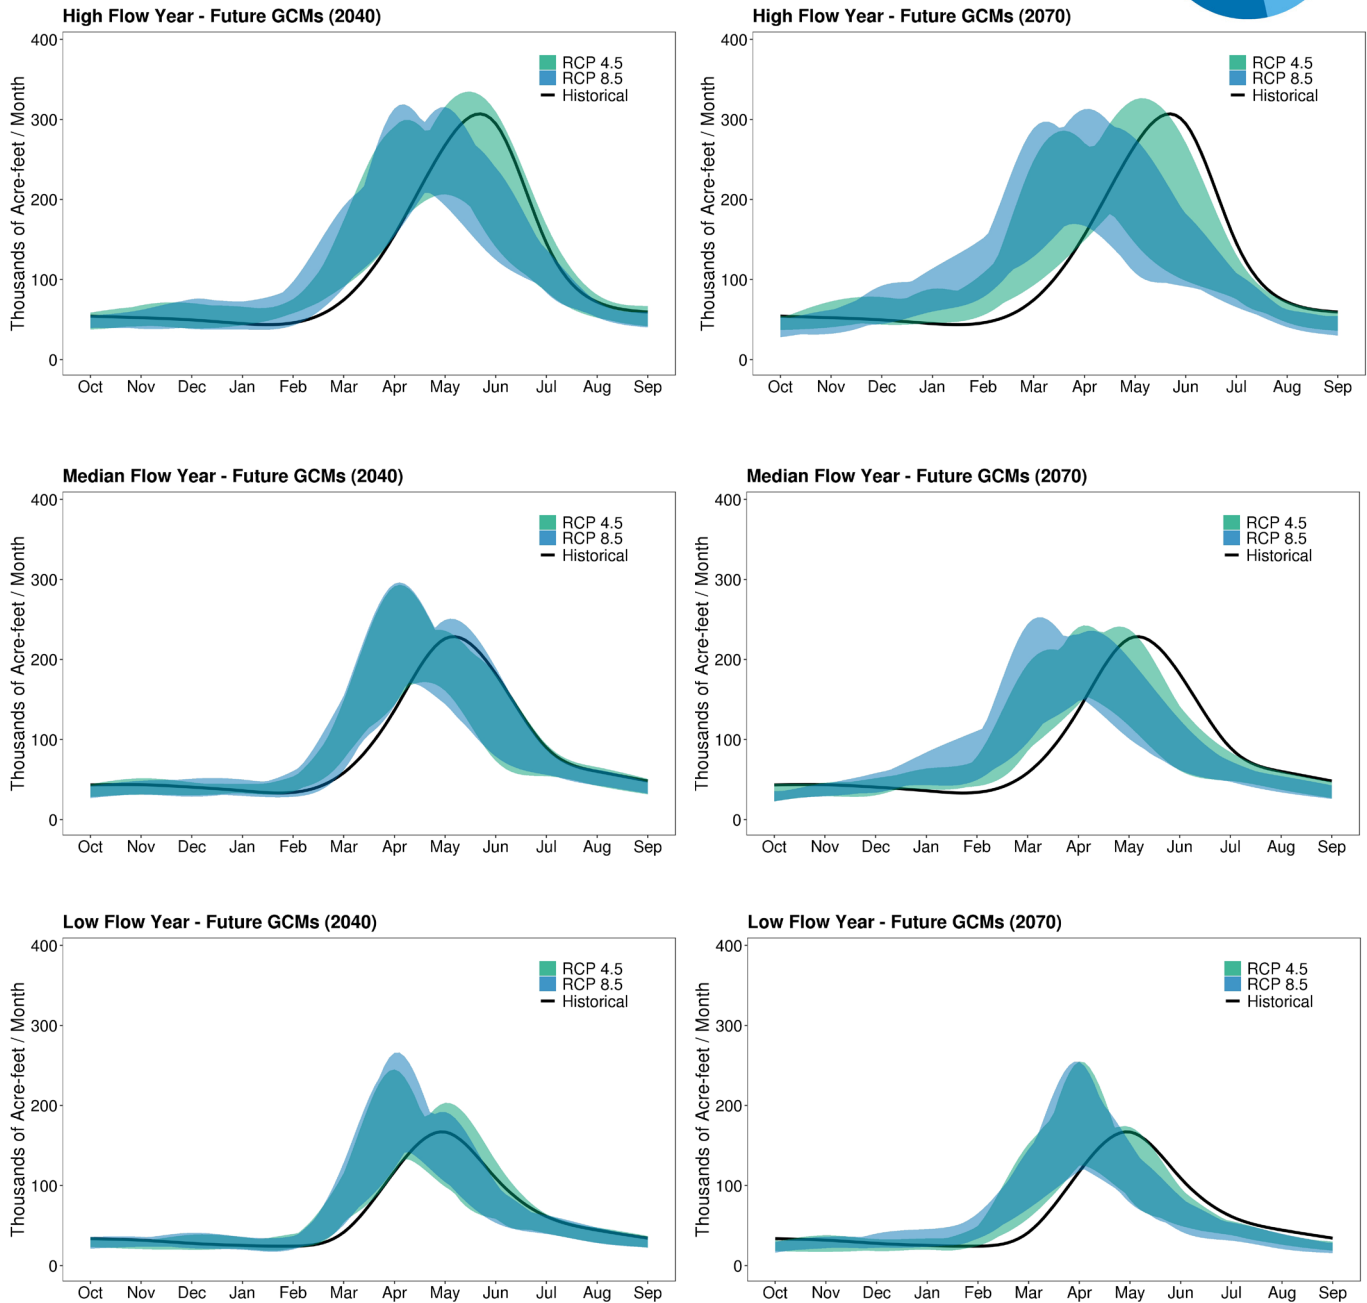 High Flow Year - Future GCMs (2040)
Thousands of Acre-feet / Month
400
300
200
100
0
RCP 4.5
RCP 8.5
Historical
Oct Nov Dec Jan Feb Mar Apr May Jun Jul Aug Sep
High Flow Year - Future GCMs (2070)
Thousands of Acre-feet / Month
400
300
200
100
0
RCP 4.5
RCP 8.5
Historical
Oct Nov Dec Jan Feb Mar Apr May Jun Jul Aug Sep
Median Flow Year - Future GCMs (2040)
Thousands of Acre-feet / Month
400
300
200
100
0
RCP 4.5
RCP 8.5
Historical
Oct Nov Dec Jan Feb Mar Apr May Jun Jul Aug Sep
Median Flow Year - Future GCMs (2070)
Thousands of Acre-feet / Month
400
300
200
100
0
RCP 4.5
RCP 8.5
Historical
Oct Nov Dec Jan Feb Mar Apr May Jun Jul Aug Sep
Low Flow Year - Future GCMs (2040)
Thousands of Acre-feet / Month
400
300
200
100
0
RCP 4.5
RCP 8.5
Historical
Oct Nov Dec Jan Feb Mar Apr May Jun Jul Aug Sep
Low Flow Year - Future GCMs (2070)
Thousands of Acre-feet / Month
400
300
200
100
0
RCP 4.5
RCP 8.5
Historical
Oct Nov Dec Jan Feb Mar Apr May Jun Jul Aug Sep